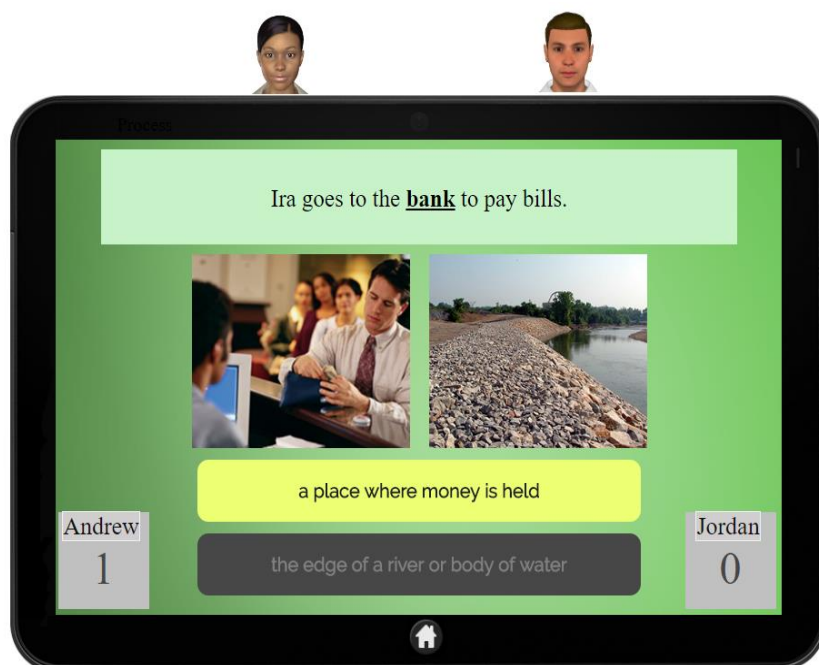 Process
Ira goes to the bank to pay bills.
a place where money is held
the edge of a river or body of water
Andrew
1
Jordan
0